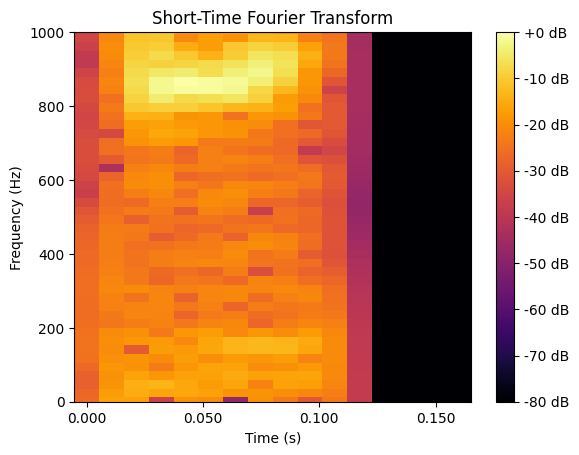 Short-Time Fourier Transform
1000
800
600
400
200
0
Frequency (Hz)
0.000
0.050
0.100
0.150
Time (s)
+0 dB
-10 dB
-20 dB
-30 dB
-40 dB
-50 dB
-60 dB
-70 dB
-80 dB